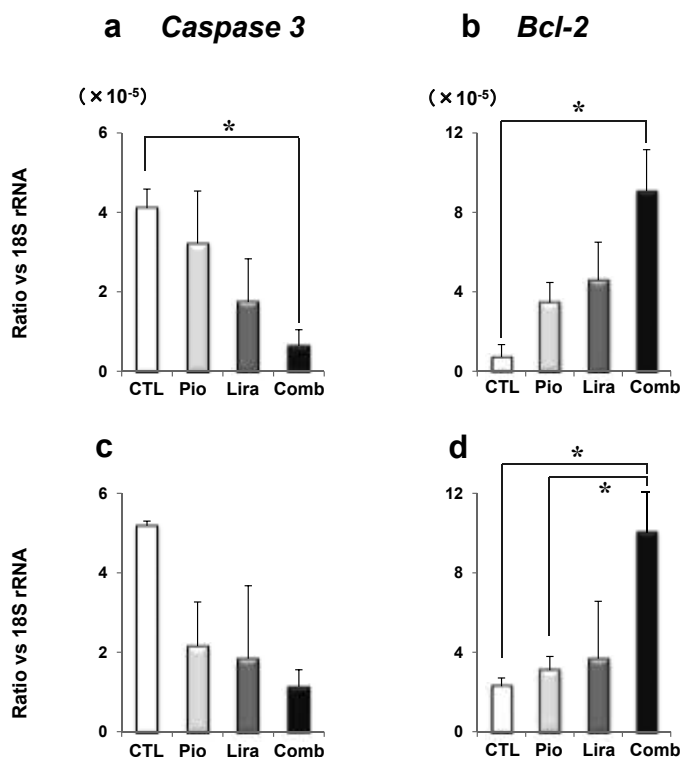 a Caspase 3
b Bcl-2
(×10-5)
(×10-5)
Ratio vs 18S rRNA
6
4
2
0
*
CTL Pio Lira Comb
12
8
4
0
*
CTL Pio Lira Comb
c
d
Ratio vs 18S rRNA
6
4
2
0
CTL Pio Lira Comb
12
8
4
0
*
*
CTL Pio Lira Comb